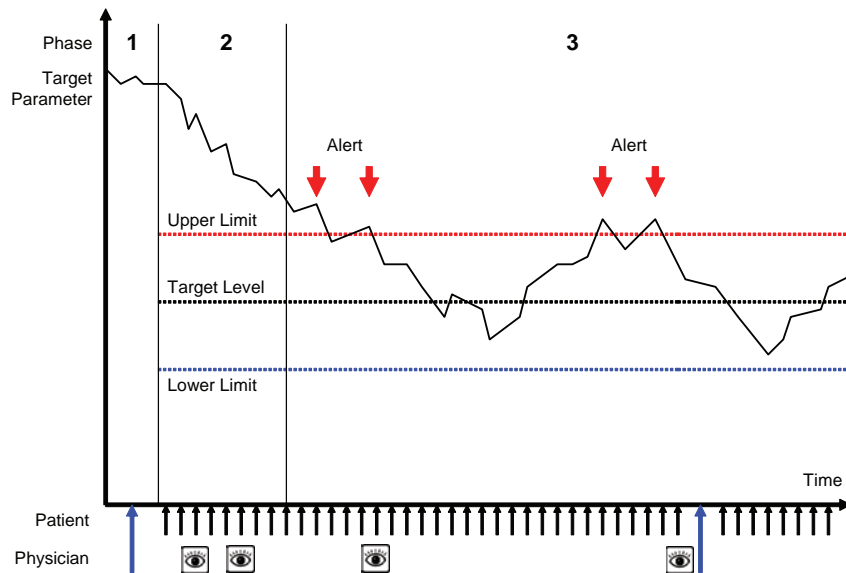 Phase
1
2
3
Target
Parameter
Alert
Alert
Upper Limit
Target Level
Lower Limit
Time
Patient
Physician